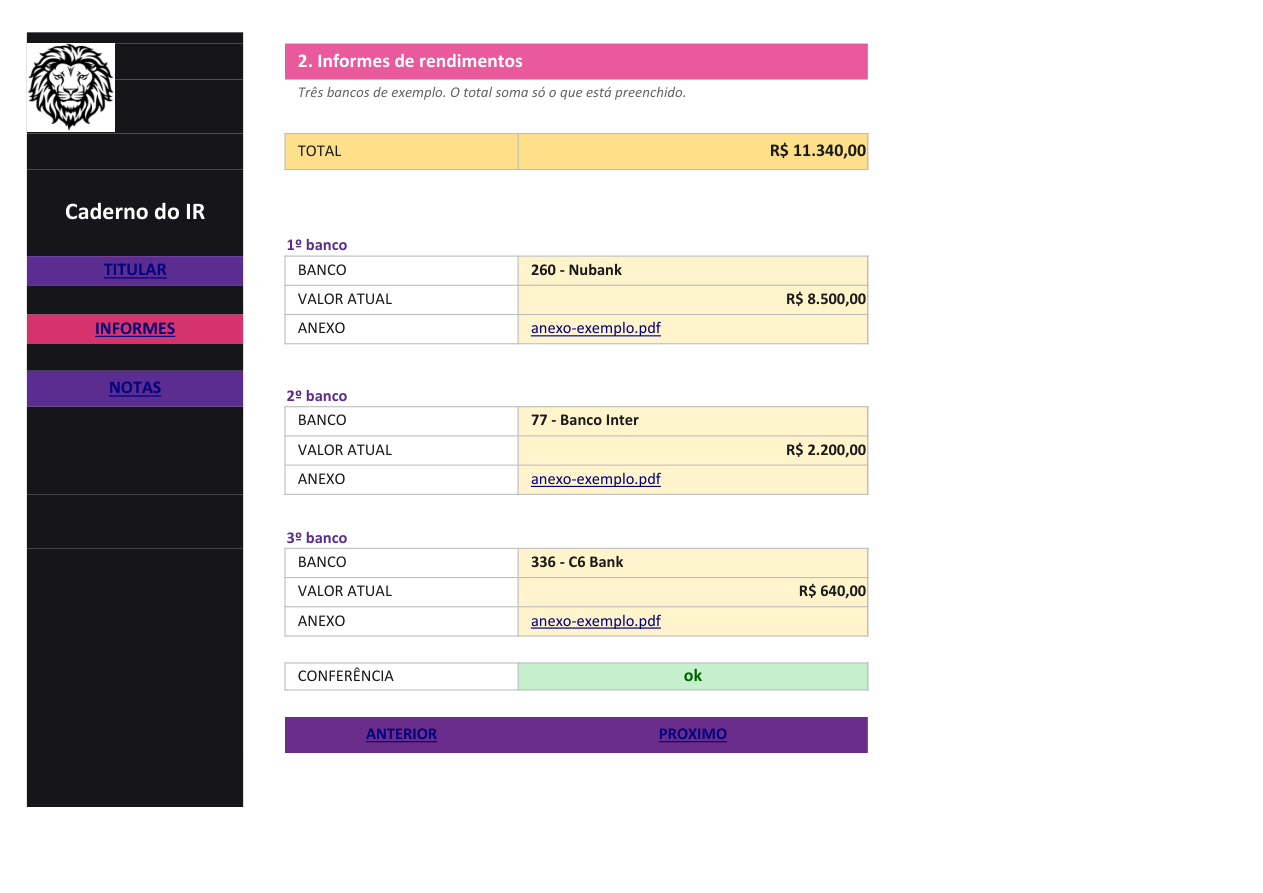 Caderno do IR
TITULAR
INFORMES
NOTAS
2. Informes de rendimentos
Três bancos de exemplo. O total soma só o que está preenchido.
TOTAL R$ 11.340,00
1º banco
BANCO 260 - Nubank
VALOR ATUAL R$ 8.500,00
ANEXO anexo-exemplo.pdf
2º banco
BANCO 77 - Banco Inter
VALOR ATUAL R$ 2.200,00
ANEXO anexo-exemplo.pdf
3º banco
BANCO 336 - C6 Bank
VALOR ATUAL R$ 640,00
ANEXO anexo-exemplo.pdf
CONFERÊNCIA ok
ANTERIOR PROXIMO